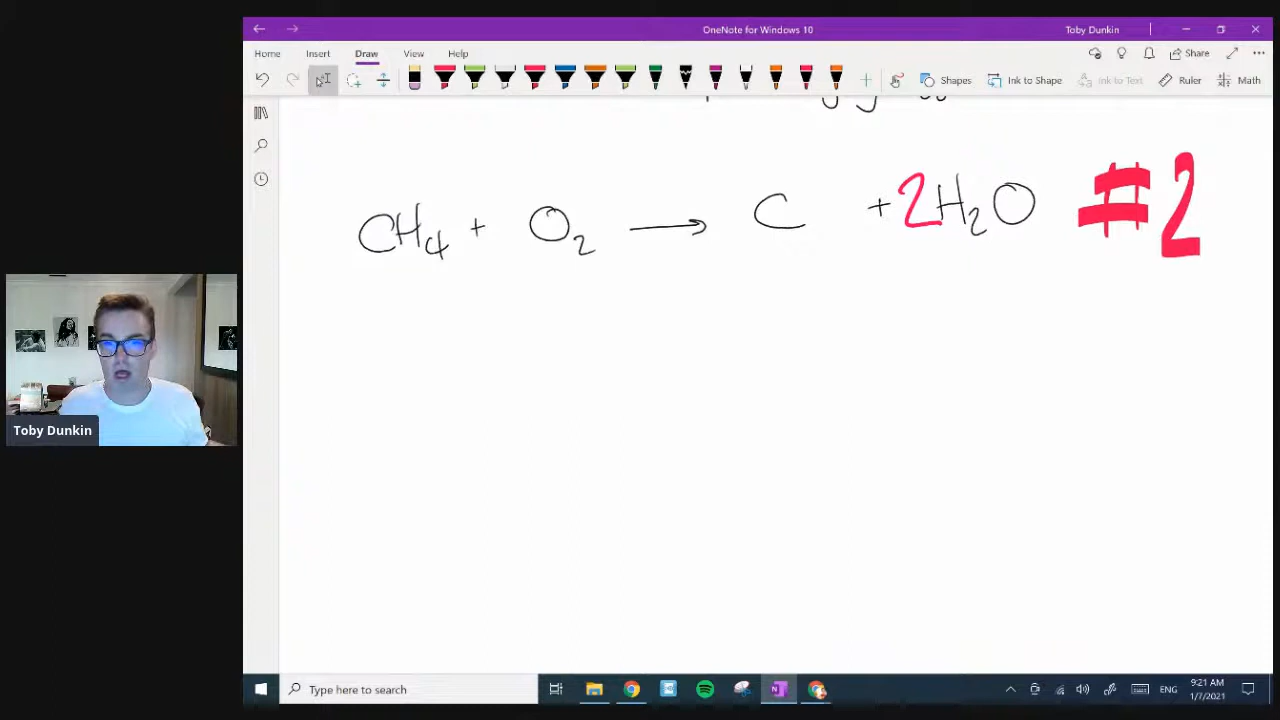 OneNote for Windows 10
Toby Dunkin
Home Insert Draw View Help
Share
Shapes Ink to Shape Ink to Text Ruler Math
CH4 + O2 → C + 2H2O #2
Toby Dunkin
Type here to search
ENG
9:21 AM
1/7/2021